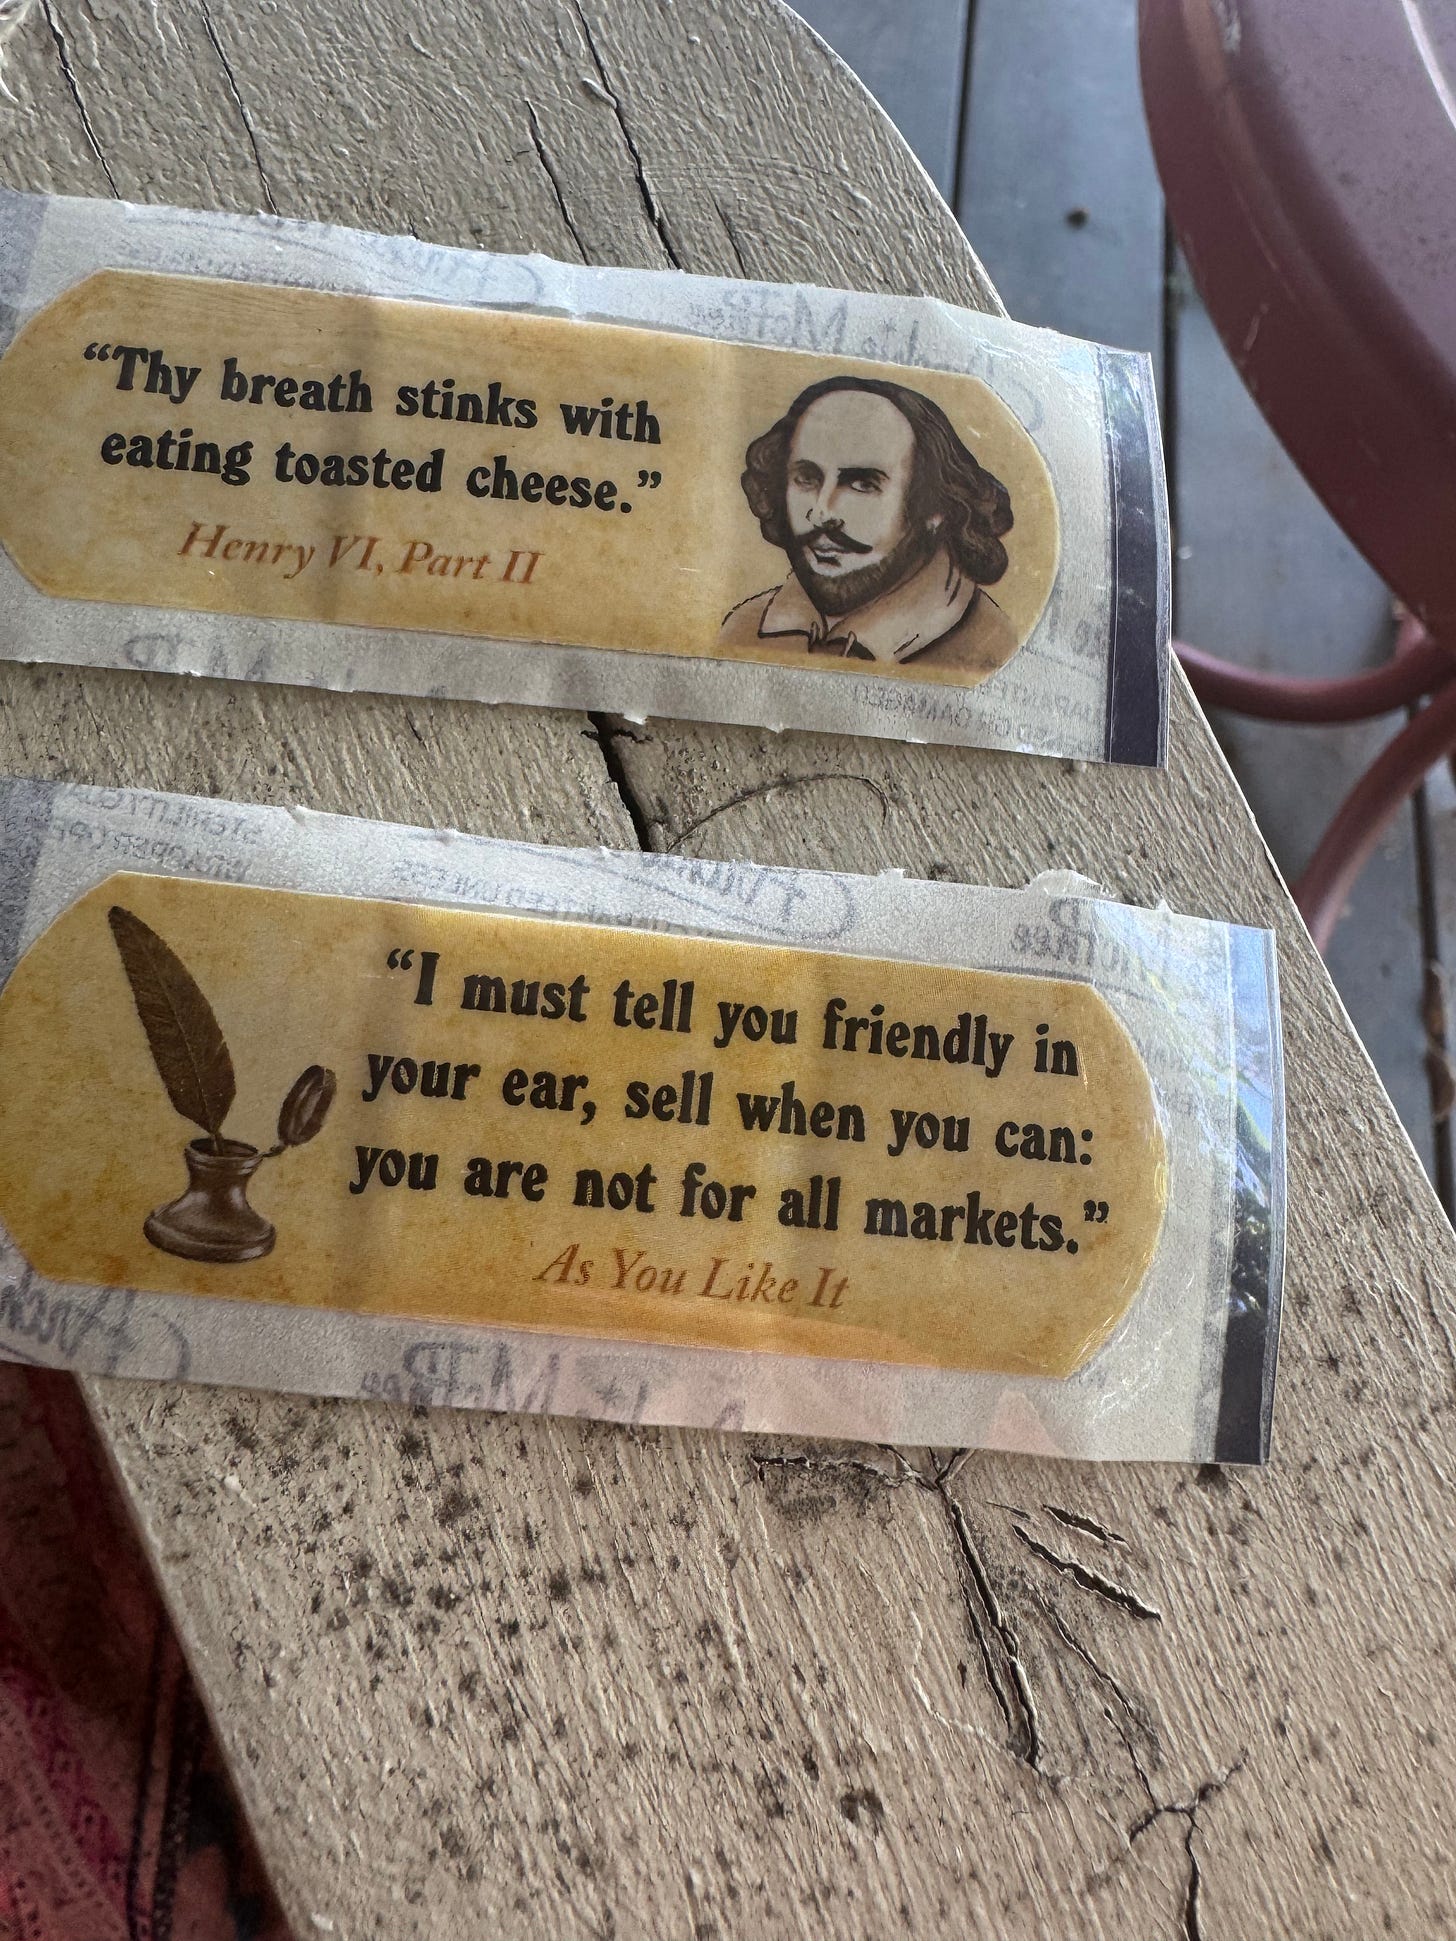 “Thy breath stinks with
eating toasted cheese.”
Henry VI, Part II
“I must tell you friendly in
your ear, sell when you can:
you are not for all markets.”
As You Like It